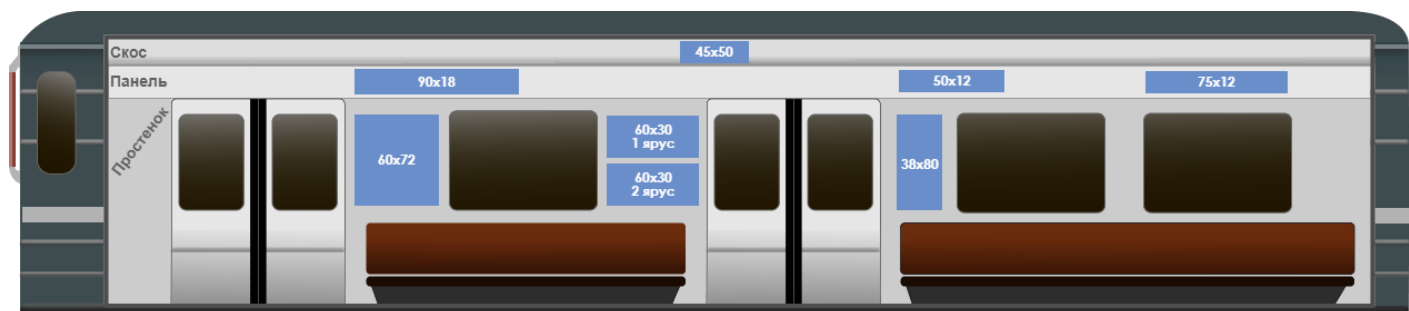 Скос
45x50
Панель
90x18
50x12
75x12
Простенок
60x72
60x30
1 ярус
60x30
2 ярус
38x80